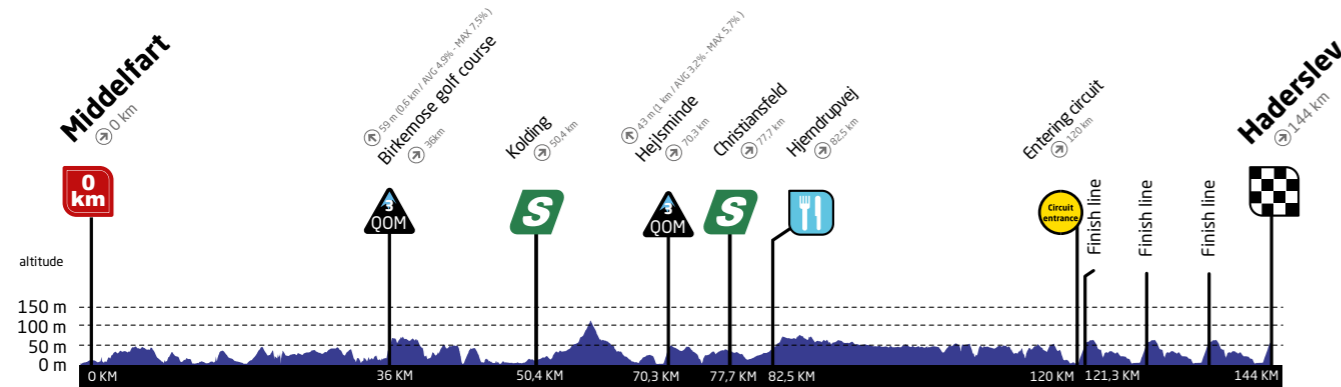 Middelfart
0 km
0
km
59 m (0.6 km / AVG 4,9% - MAX 7,5% )
Birkemose golf course
36km
3
QOM
Kolding
50,4 km
S
43 m (1 km / AVG 3,2% - MAX 5,7% )
Hejlsminde
70,3 km
3
QOM
Christiansfeld
77,7 km
S
Hjerndrupvej
82,5 km
Entering circuit
120 km
Circuit
entrance
Finish line
Finish line
Finish line
Haderslev
144 km
altitude
150 m
100 m
50 m
0 m
0 KM
36 KM
50,4 KM
70,3 KM
77,7 KM
82,5 KM
120 KM
121,3 KM
144 KM